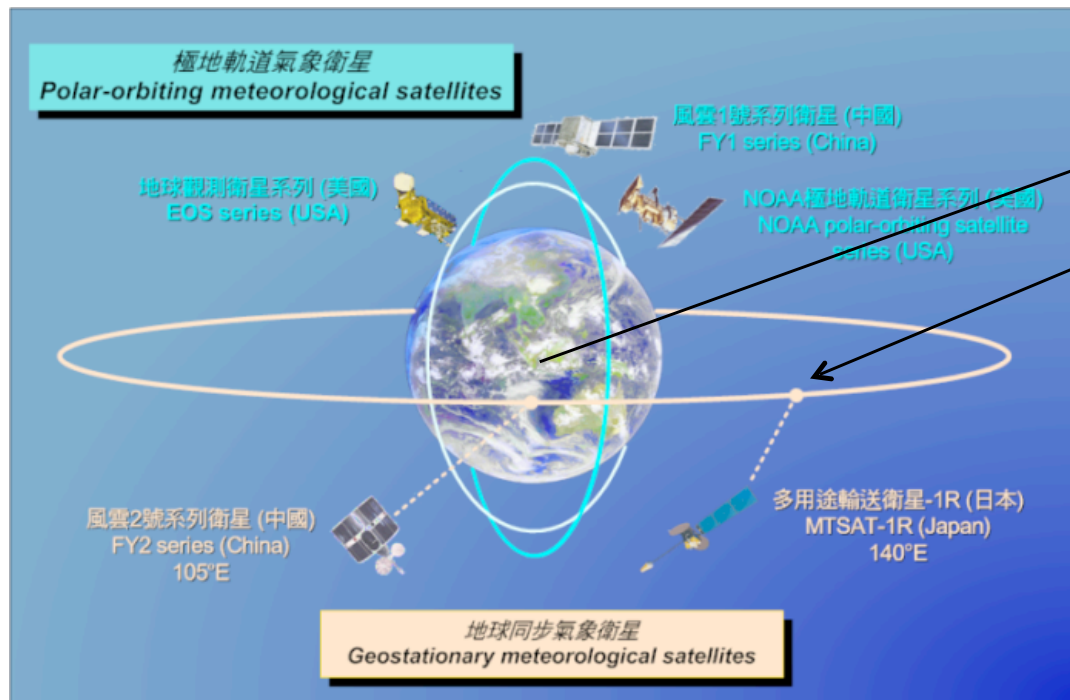 極地軌道氣象衛星
Polar-orbiting meteorological satellites
風雲1號系列衛星 (中國)
FY1 series (China)
地球觀測衛星系列 (美國)
EOS series (USA)
NOAA極地軌道衛星系列 (美國)
NOAA polar-orbiting satellite
series (USA)
風雲2號系列衛星 (中國)
FY2 series (China)
105°E
多用途輸送衛星-1R (日本)
MTSAT-1R (Japan)
140°E
地球同步氣象衛星
Geostationary meteorological satellites